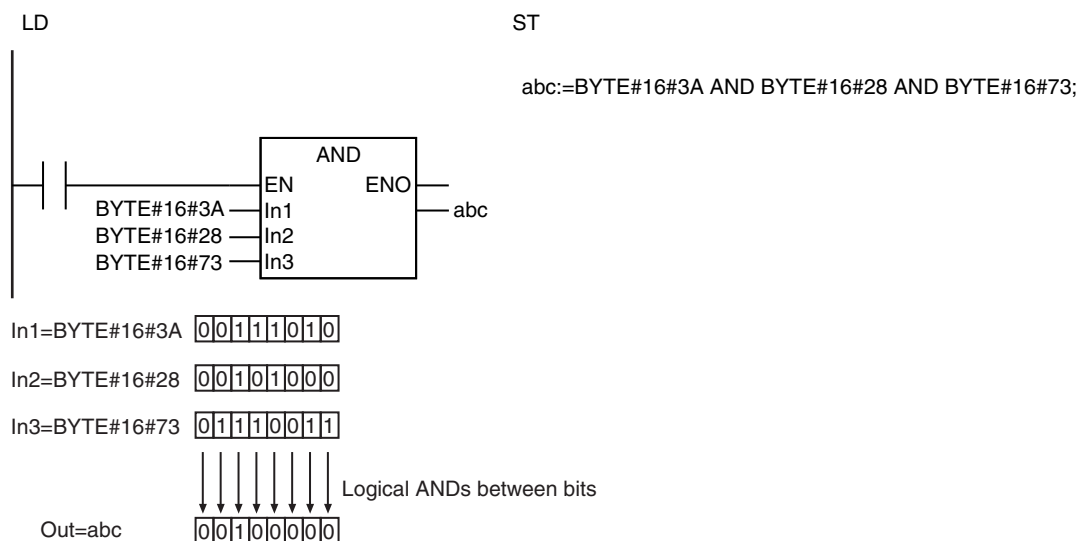 LD
ST
abc:=BYTE#16#3A AND BYTE#16#28 AND BYTE#16#73;
AND
EN ENO
BYTE#16#3A In1 abc
BYTE#16#28 In2
BYTE#16#73 In3
In1=BYTE#16#3A 0 0 1 1 1 0 1 0
In2=BYTE#16#28 0 0 1 0 1 0 0 0
In3=BYTE#16#73 0 1 1 1 0 0 1 1
Logical ANDs between bits
Out=abc 0 0 1 0 0 0 0 0